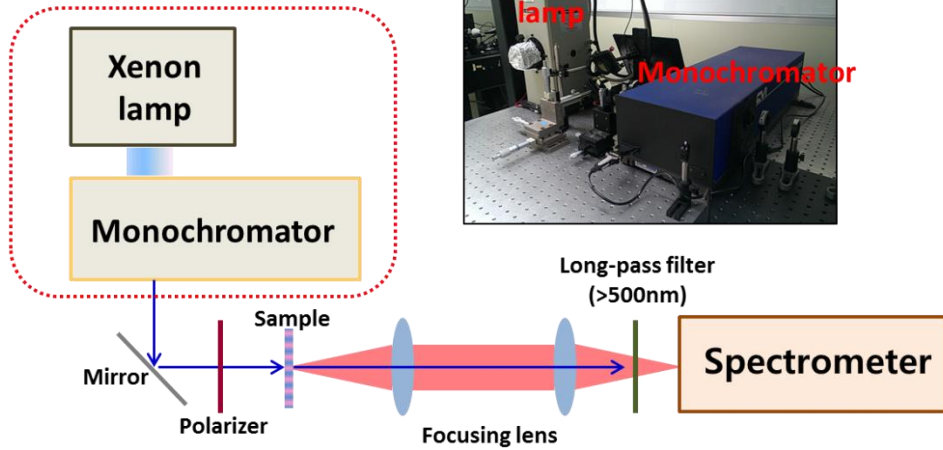 Xenon
lamp
Monochromator
lamp
Monochromator
Mirror
Polarizer
Sample
Focusing lens
Long-pass filter
(>500nm)
Spectrometer